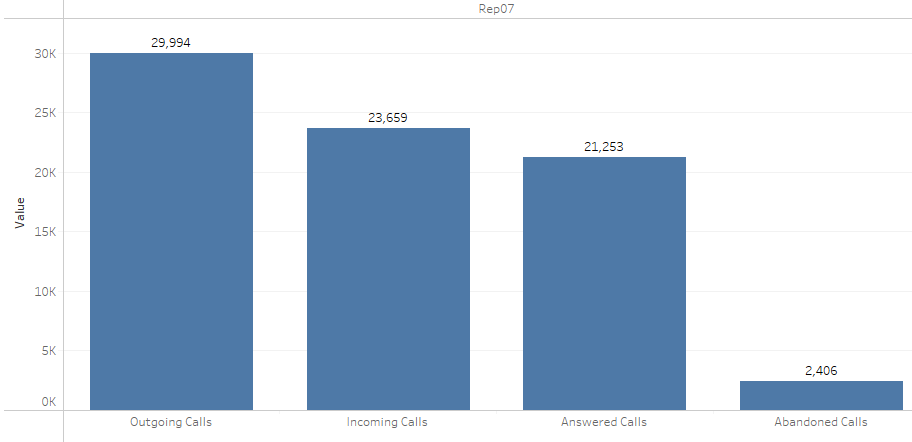 Rep07
29,994
23,659
21,253
2,406
30K
25K
20K
15K
10K
5K
0K
Value
Outgoing Calls
Incoming Calls
Answered Calls
Abandoned Calls